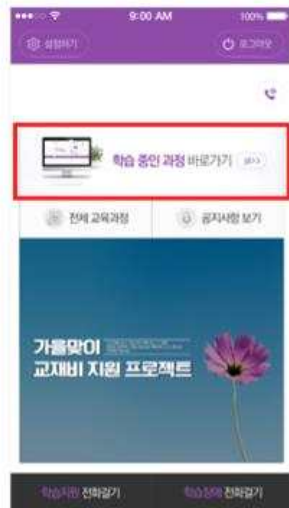 9:00 AM 100%
설정하기 로그아웃
학습 중인 과정 바로가기
전체 교육과정 공지사항 보기
가을맞이
교재비 지원 프로젝트
학습지원 전화걸기 학습장애 전화걸기